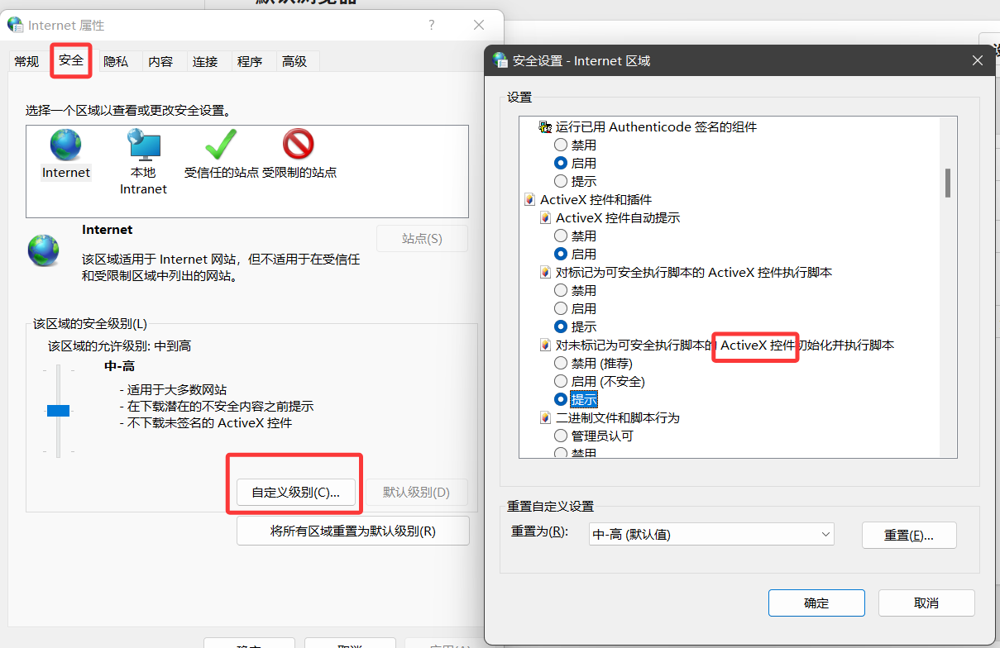 默认浏览器
Internet 属性
?
常规
安全
隐私
内容
连接
程序
高级
选择一个区域以查看或更改安全设置。
Internet
本地
Intranet
受信任的站点
受限制的站点
Internet
站点(S)
该区域适用于 Internet 网站，但不适用于在受信任
和受限制区域中列出的网站。
该区域的安全级别(L)
该区域的允许级别: 中到高
中-高
- 适用于大多数网站
- 在下载潜在的不安全内容之前提示
- 不下载未签名的 ActiveX 控件
自定义级别(C)...
默认级别(D)
将所有区域重置为默认级别(R)
确定
取消
应用(A)
安全设置 - Internet 区域
设置
运行已用 Authenticode 签名的组件
禁用
启用
提示
ActiveX 控件和插件
ActiveX 控件自动提示
禁用
启用
对标记为可安全执行脚本的 ActiveX 控件执行脚本
禁用
启用
提示
对未标记为可安全执行脚本的 ActiveX 控件初始化并执行脚本
禁用 (推荐)
启用 (不安全)
提示
二进制文件和脚本行为
管理员认可
禁用
重置自定义设置
重置为(R):
中-高 (默认值)
重置(E)...
确定
取消